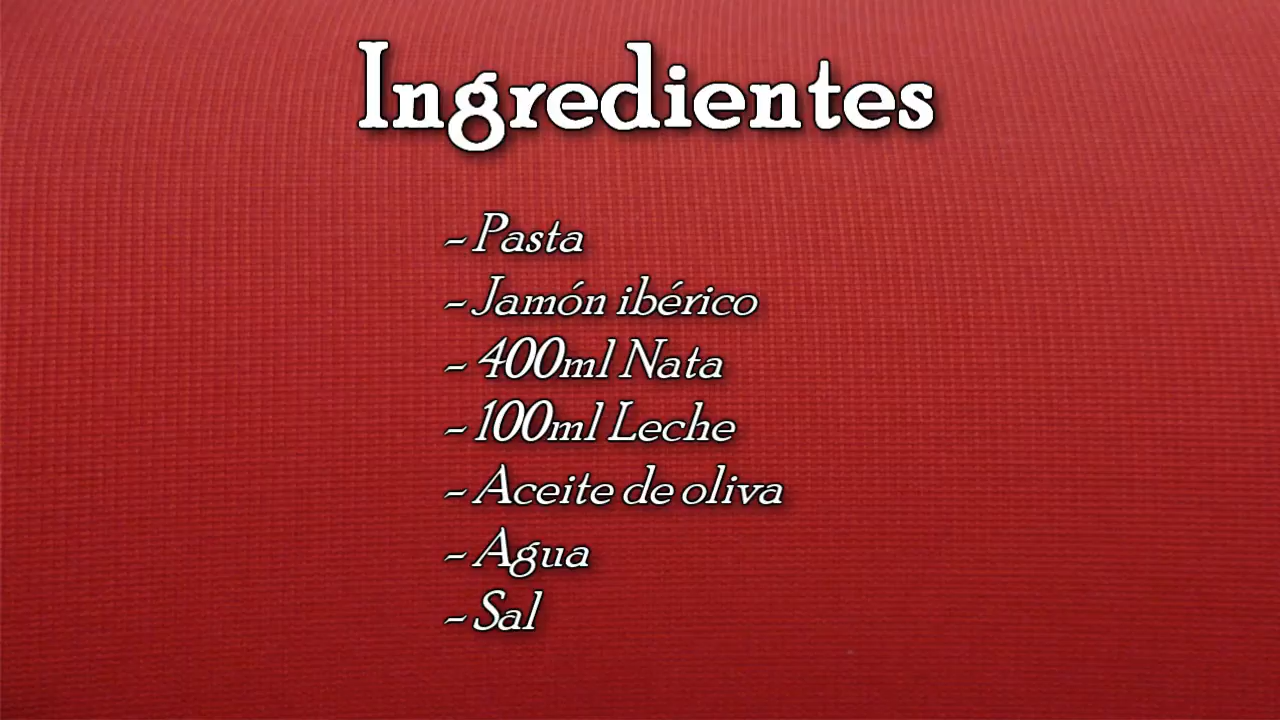 Ingredientes
- Pasta
- Jamón ibérico
- 400ml Nata
- 100ml Leche
- Aceite de oliva
- Agua
- Sal